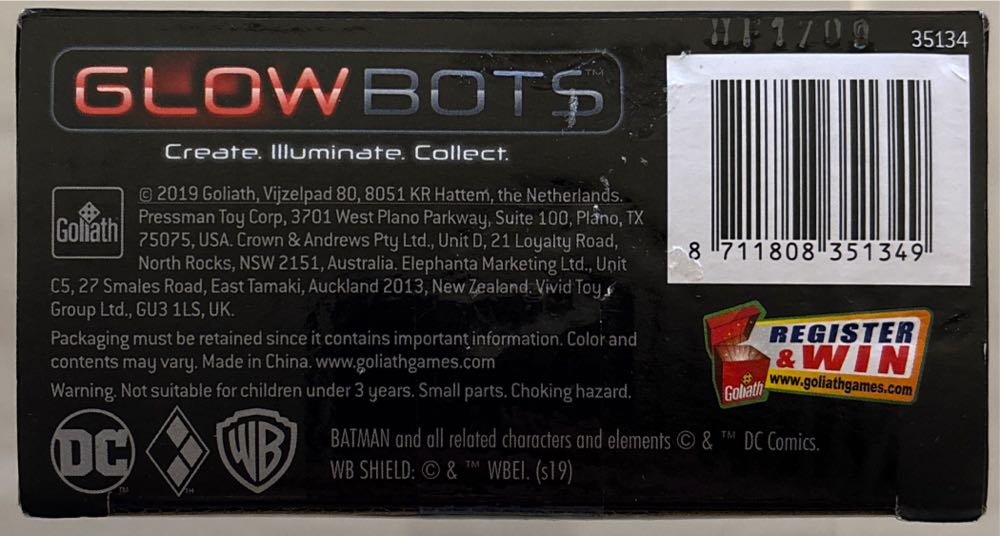 35134
GLOWBOTS™
Create. Illuminate. Collect.
Goliath
© 2019 Goliath, Vijzelpad 80, 8051 KR Hattem, the Netherlands.
Pressman Toy Corp, 3701 West Plano Parkway, Suite 100, Plano, TX
75075, USA. Crown & Andrews Pty Ltd., Unit D, 21 Loyalty Road,
North Rocks, NSW 2151, Australia. Elephanta Marketing Ltd., Unit
C5, 27 Smales Road, East Tamaki, Auckland 2013, New Zealand. Vivid Toy
Group Ltd., GU3 1LS, UK.
Packaging must be retained since it contains important information. Color and
contents may vary. Made in China. www.goliathgames.com
Warning. Not suitable for children under 3 years. Small parts. Choking hazard.
8 711808 351349
REGISTER
& WIN
Goliath
www.goliathgames.com
DC™
WB
BATMAN and all related characters and elements © & ™ DC Comics.
WB SHIELD: © & ™ WBEI. (s19)